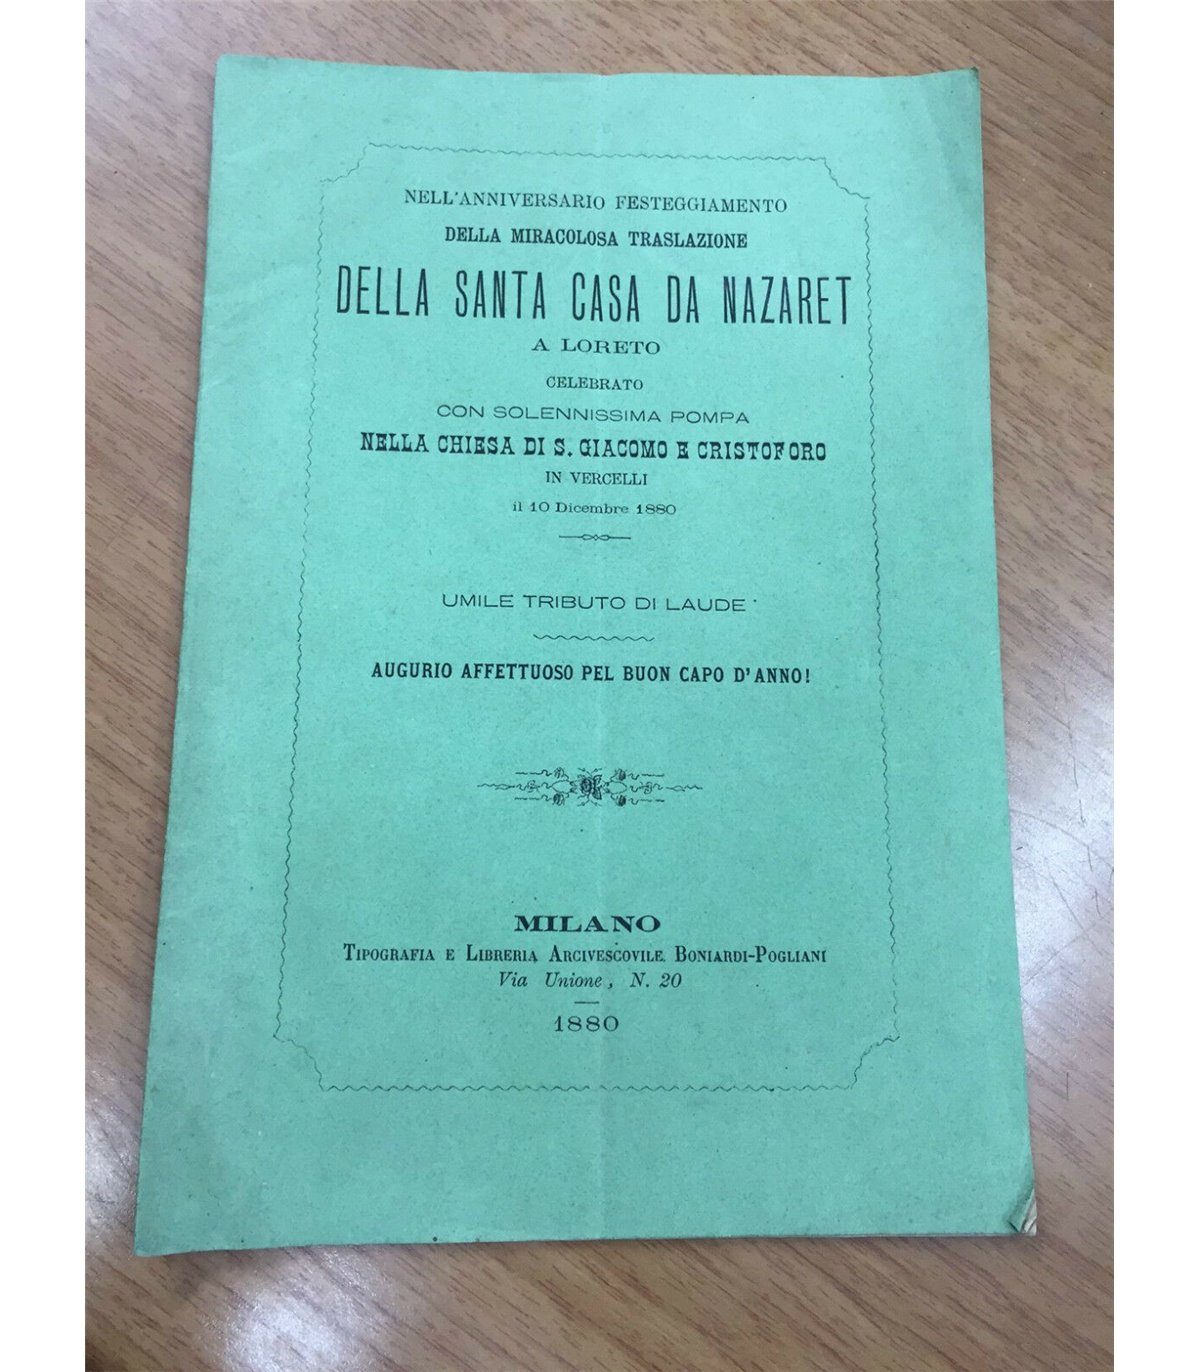 NELL'ANNIVERSARIO FESTEGGIAMENTO
DELLA MIRACOLOSA TRASLAZIONE
DELLA SANTA CASA DA NAZARET
A LORETO
CELEBRATO
CON SOLENNISSIMA POMPA
NELLA CHIESA DI S. GIACOMO E CRISTOFORO
IN VERCELLI
il 10 Dicembre 1880
UMILE TRIBUTO DI LAUDE
AUGURIO AFFETTUOSO PEL BUON CAPO D'ANNO!
MILANO
TIPOGRAFIA E LIBRERIA ARCIVESCOVILE BONIARDI-POGLIANI
Via Unione, N. 20
1880